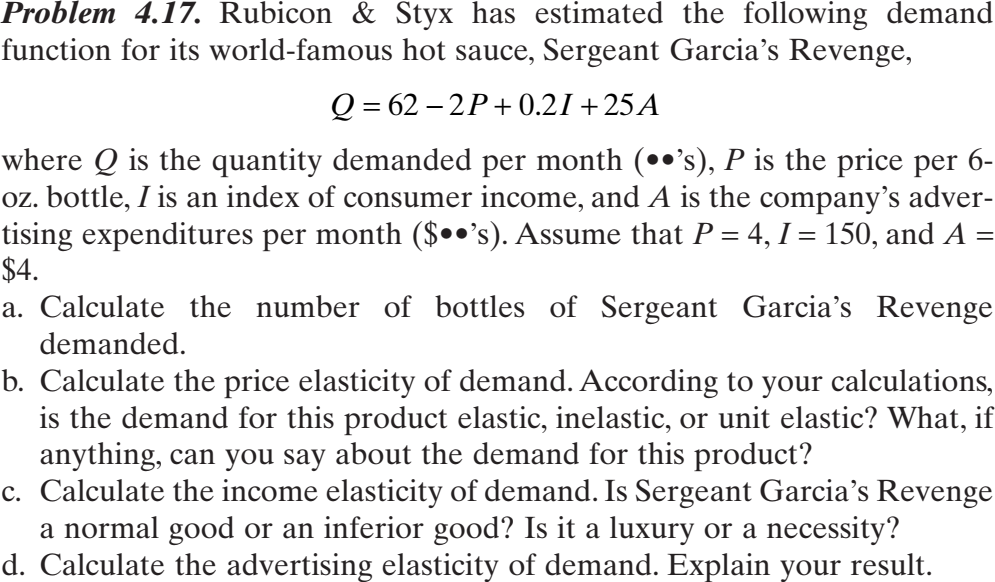 Problem 4.17. Rubicon & Styx has estimated the following demand
function for its world-famous hot sauce, Sergeant Garcia’s Revenge,
Q = 62 − 2P + 0.2I + 25A
where Q is the quantity demanded per month (••’s), P is the price per 6-
oz. bottle, I is an index of consumer income, and A is the company’s adver-
tising expenditures per month ($••’s). Assume that P = 4, I = 150, and A =
$4.
a. Calculate the number of bottles of Sergeant Garcia’s Revenge
demanded.
b. Calculate the price elasticity of demand. According to your calculations,
is the demand for this product elastic, inelastic, or unit elastic? What, if
anything, can you say about the demand for this product?
c. Calculate the income elasticity of demand. Is Sergeant Garcia’s Revenge
a normal good or an inferior good? Is it a luxury or a necessity?
d. Calculate the advertising elasticity of demand. Explain your result.